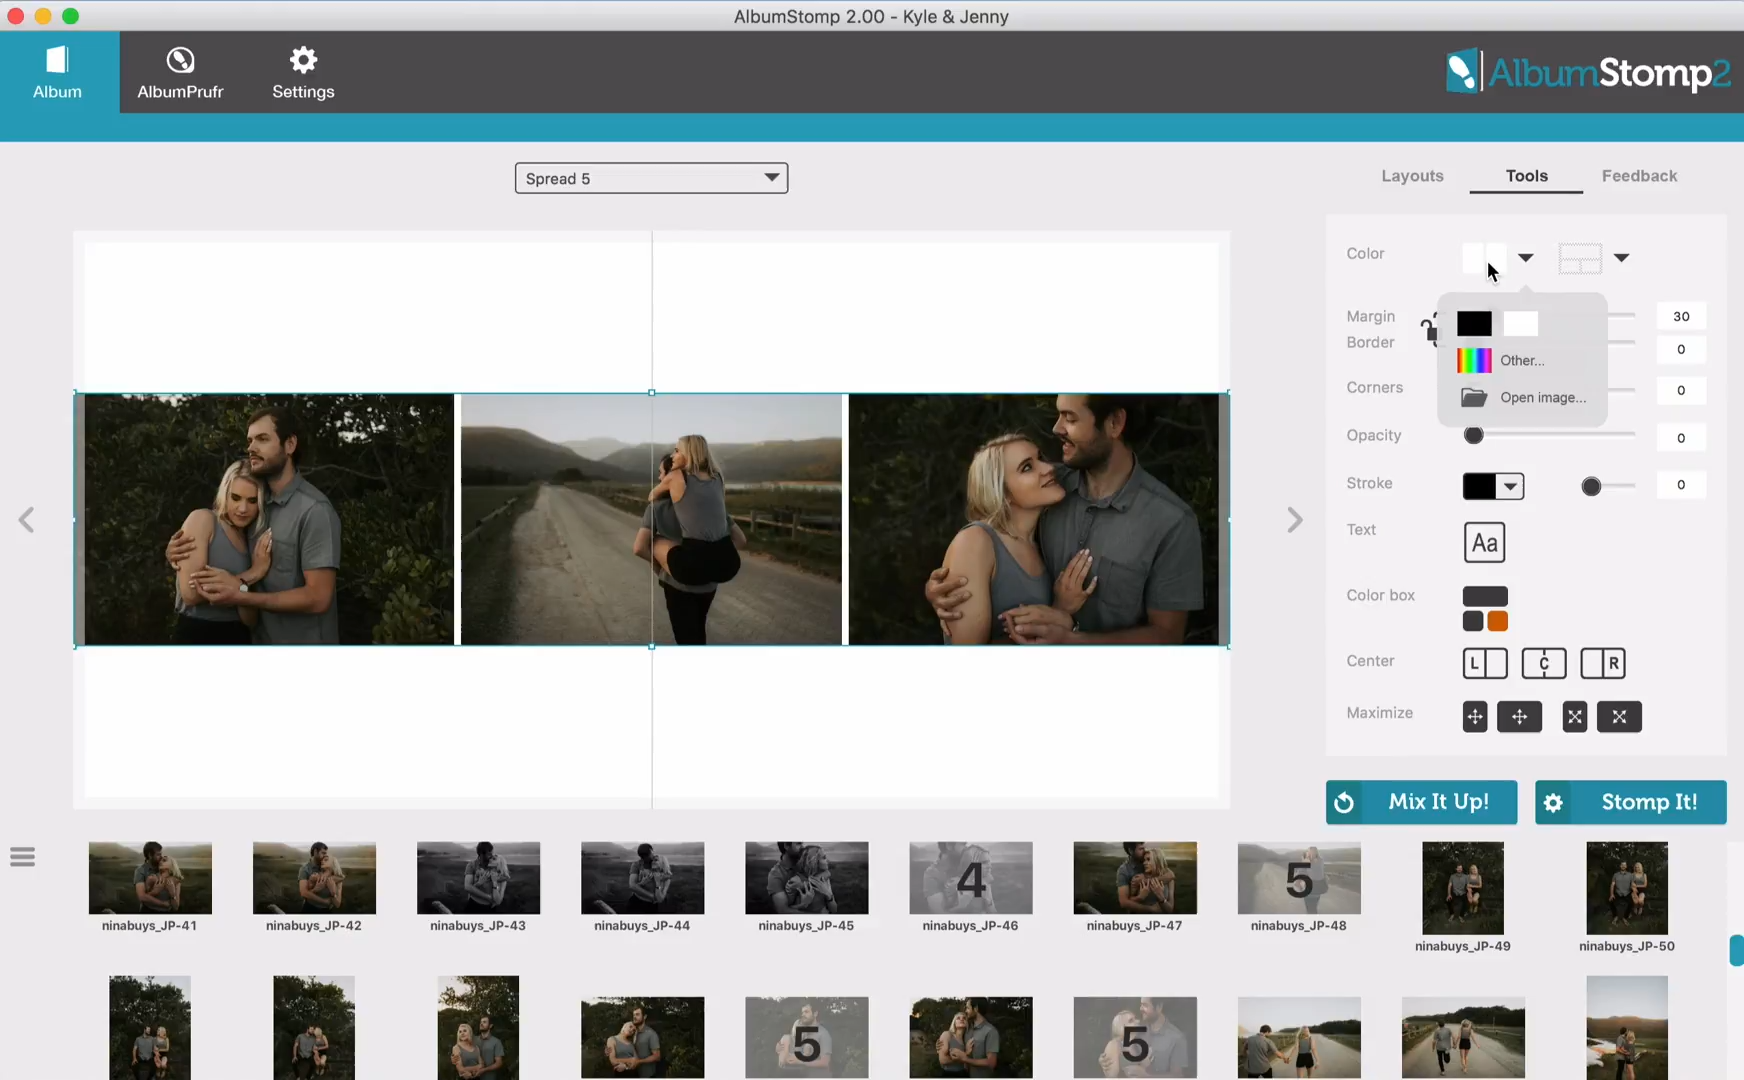 AlbumStomp 2.00 - Kyle & Jenny
Album
AlbumPrufr
Settings
AlbumStomp2
Spread 5
Layouts
Tools
Feedback
Color
Margin
30
Border
0
Other...
Corners
0
Open image...
Opacity
0
Stroke
0
Text
Aa
Color box
Center
L
C
R
Maximize
Mix It Up!
Stomp It!
4
5
ninabuys_JP-41
ninabuys_JP-42
ninabuys_JP-43
ninabuys_JP-44
ninabuys_JP-45
ninabuys_JP-46
ninabuys_JP-47
ninabuys_JP-48
ninabuys_JP-49
ninabuys_JP-50
5
5